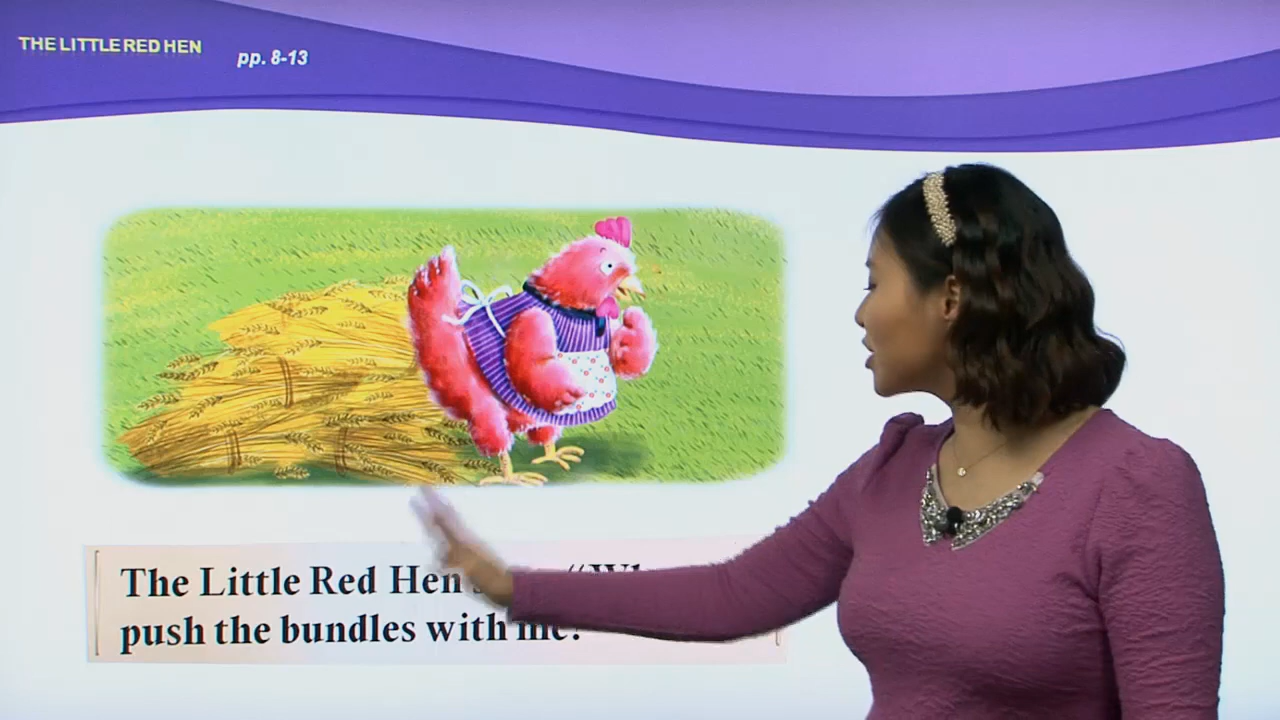 THE LITTLE RED HEN
pp. 8-13
The Little Red Hen
push the bundles with me?